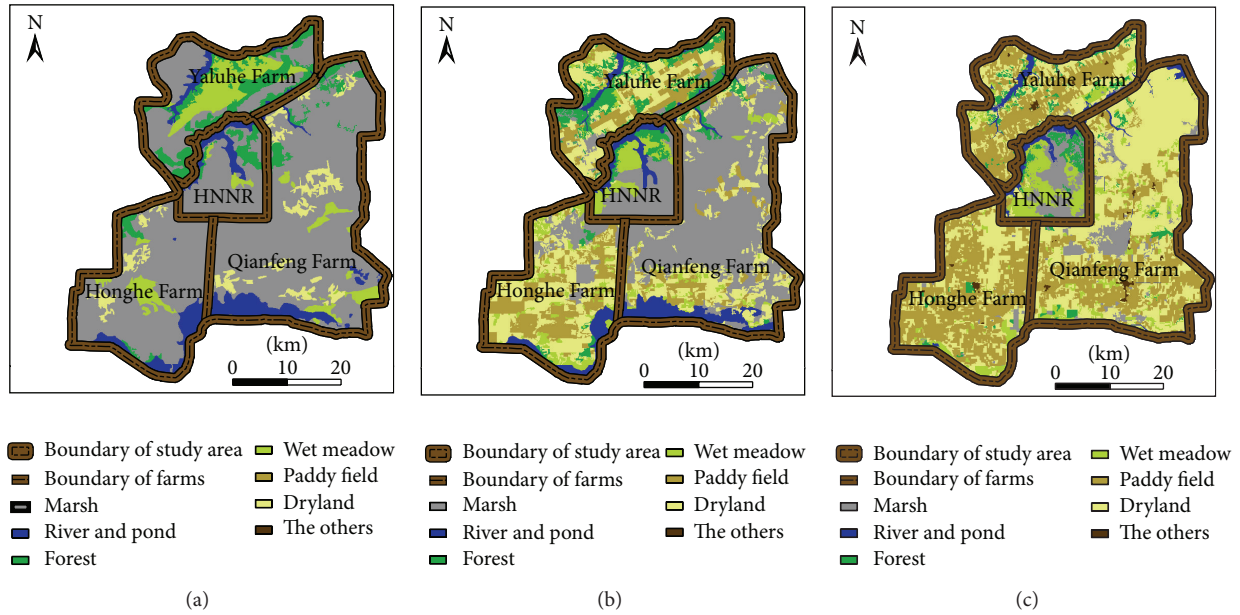 N
Yaluhe Farm
HNNR
Qianfeng Farm
Honghe Farm
(km)
0 10 20
Boundary of study area
Boundary of farms
Marsh
River and pond
Forest
Wet meadow
Paddy field
Dryland
The others
(a)
N
Yaluhe Farm
HNNR
Qianfeng Farm
Honghe Farm
(km)
0 10 20
Boundary of study area
Boundary of farms
Marsh
River and pond
Forest
Wet meadow
Paddy field
Dryland
The others
(b)
N
Yaluhe Farm
HNNR
Qianfeng Farm
Honghe Farm
(km)
0 10 20
Boundary of study area
Boundary of farms
Marsh
River and pond
Forest
Wet meadow
Paddy field
Dryland
The others
(c)